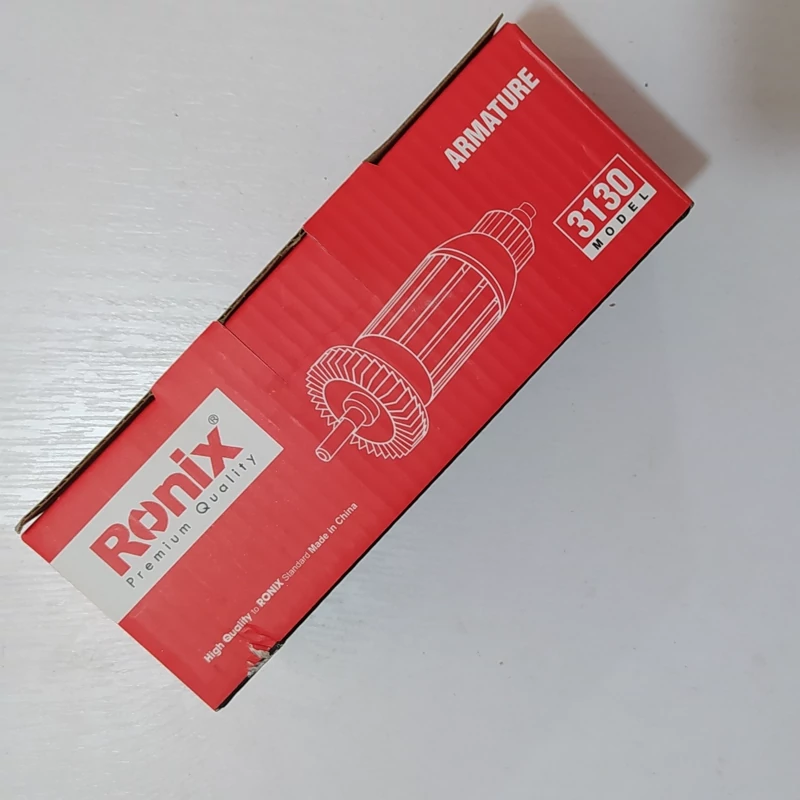 ARMATURE
3130
MODEL
Ronix®
Premium Quality
High Quality to RONIX Standard Made in China